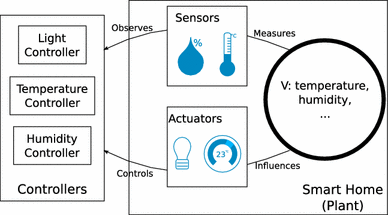 Light
Controller
Temperature
Controller
Humidity
Controller
Controllers
Observes
Controls
Sensors
%
°C
Actuators
23°
Measures
Influences
V: temperature,
humidity,
...
Smart Home
(Plant)